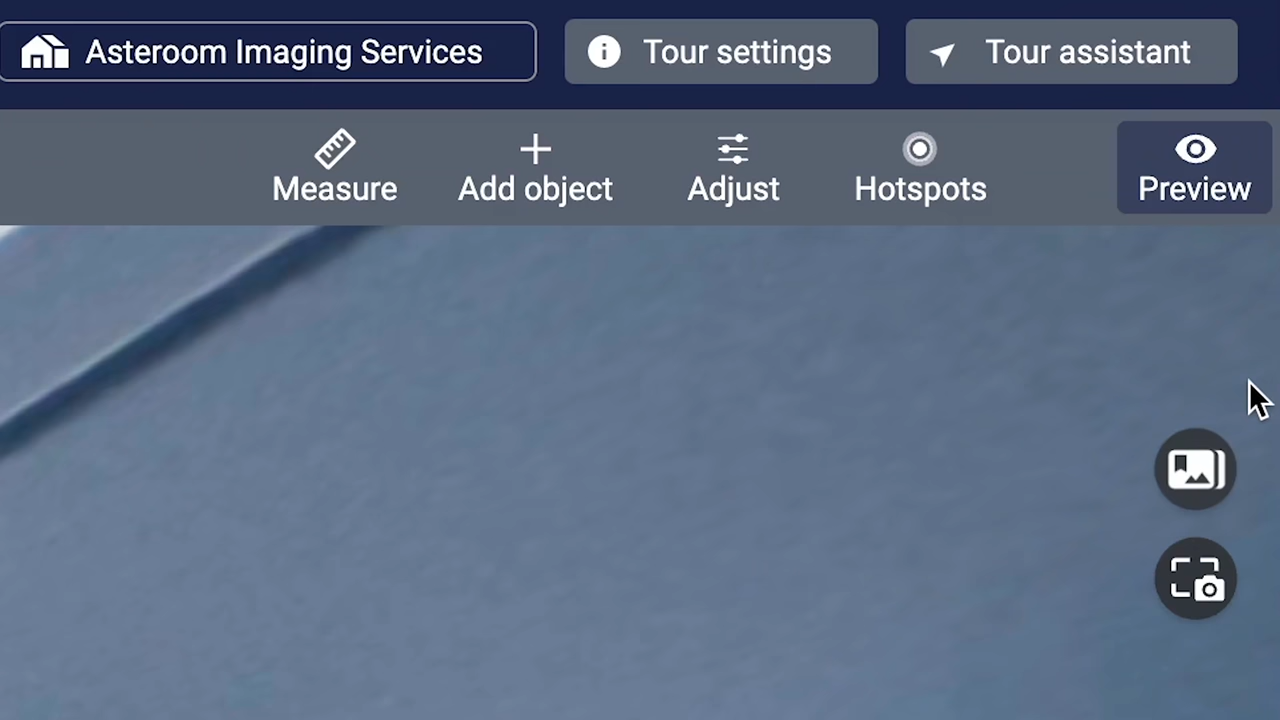 Asteroom Imaging Services
Tour settings
Tour assistant
Measure
Add object
Adjust
Hotspots
Preview